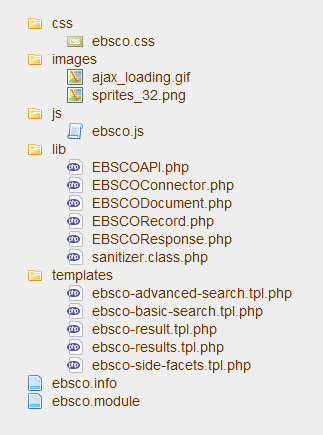 css
ebsco.css
images
ajax_loading.gif
sprites_32.png
js
ebsco.js
lib
EBSCOAPI.php
EBSCOConnector.php
EBSCODocument.php
EBSCORecord.php
EBSCOResponse.php
sanitizer.class.php
templates
ebsco-advanced-search.tpl.php
ebsco-basic-search.tpl.php
ebsco-result.tpl.php
ebsco-results.tpl.php
ebsco-side-facets.tpl.php
ebsco.info
ebsco.module